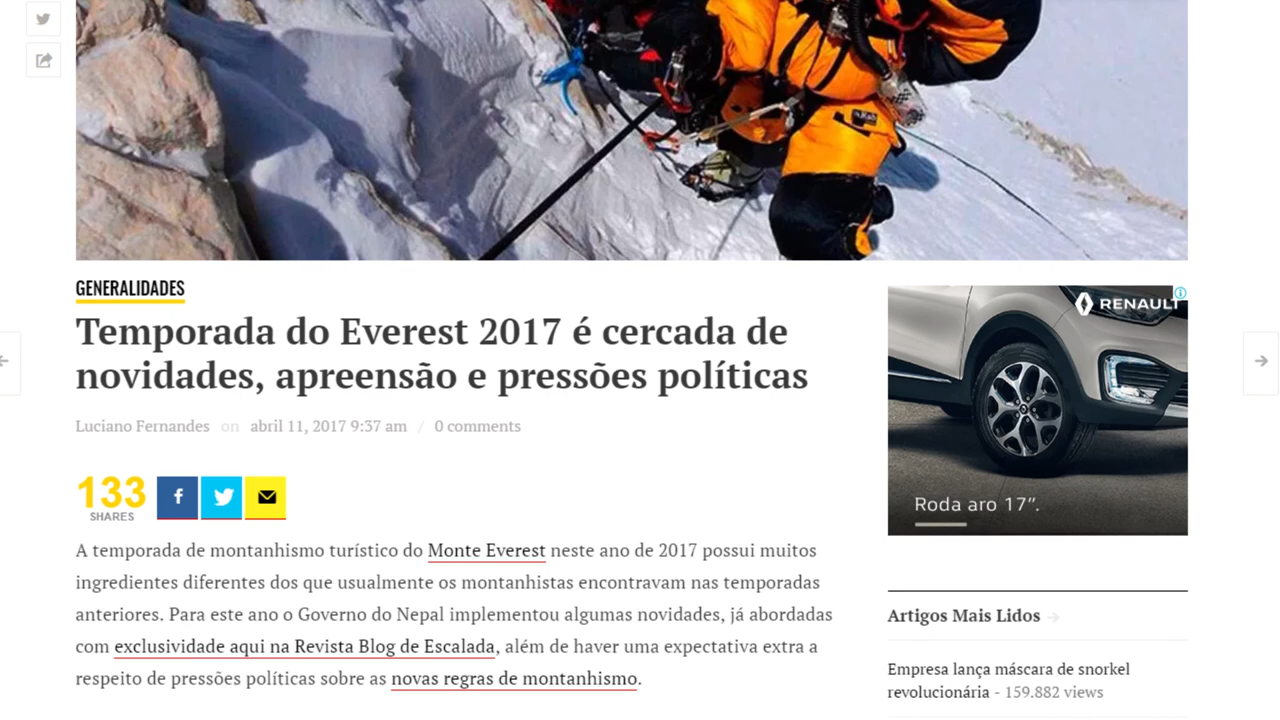 GENERALIDADES
Temporada do Everest 2017 é cercada de
novidades, apreensão e pressões políticas
Luciano Fernandes on abril 11, 2017 9:37 am / 0 comments
133
SHARES
A temporada de montanhismo turístico do Monte Everest neste ano de 2017 possui muitos
ingredientes diferentes dos que usualmente os montanhistas encontravam nas temporadas
anteriores. Para este ano o Governo do Nepal implementou algumas novidades, já abordadas
com exclusividade aqui na Revista Blog de Escalada, além de haver uma expectativa extra a
respeito de pressões políticas sobre as novas regras de montanhismo.
RENAULT
Roda aro 17”.
Artigos Mais Lidos
Empresa lança máscara de snorkel
revolucionária - 159.882 views